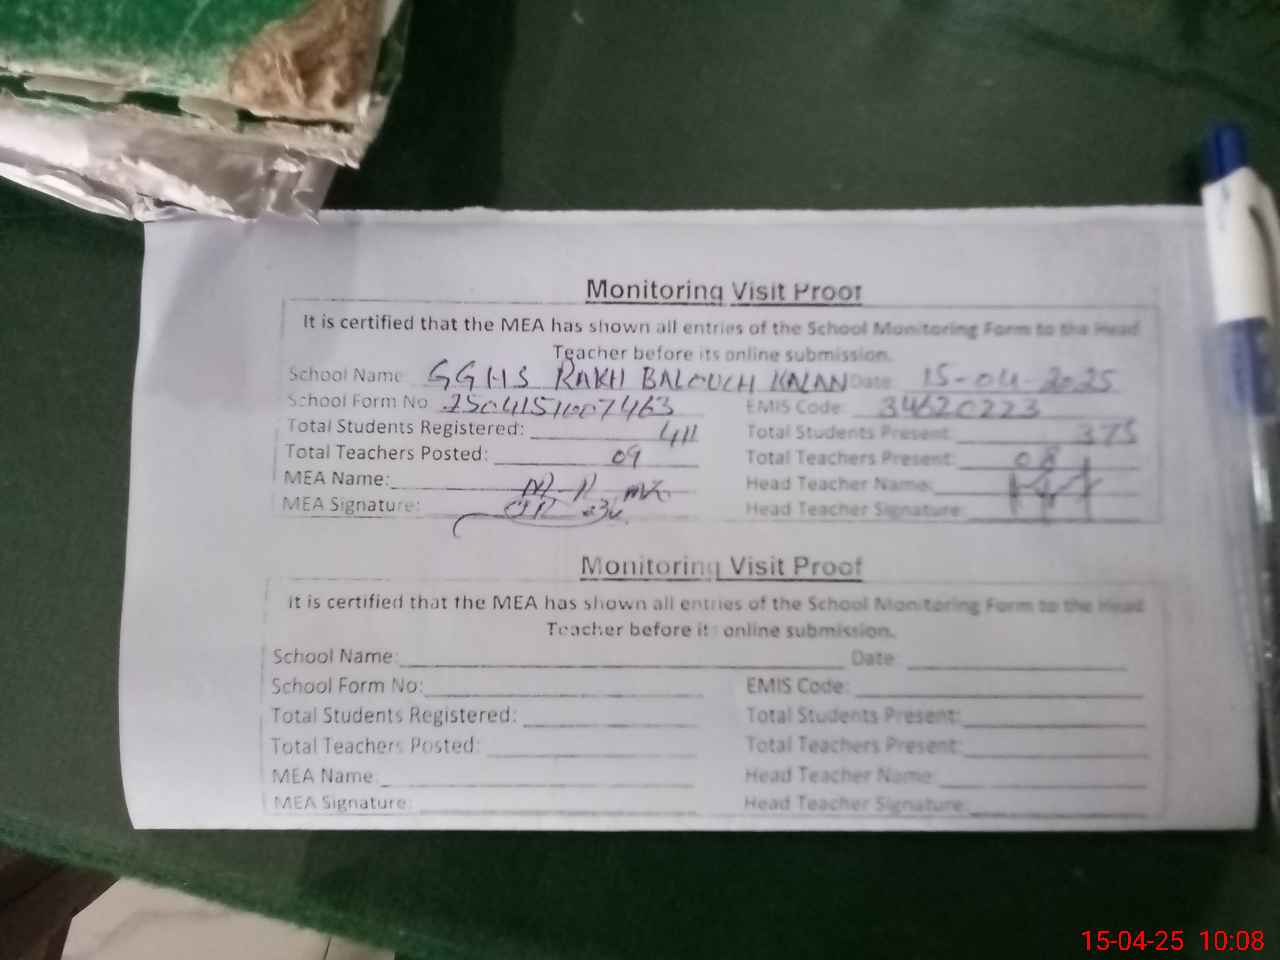 Monitoring Visit Proof
It is certified that the MEA has shown all entries of the School Monitoring Form to the Head
Teacher before its online submission.
School Name: GGHS RAKH BALOUCH KALAN Date: 15-04-2025
School Form No 2504151007463 EMIS Code: 34620223
Total Students Registered: 411 Total Students Present: 375
Total Teachers Posted: 09 Total Teachers Present: 08
MEA Name: Head Teacher Name:
MEA Signature: Head Teacher Signature:
Monitoring Visit Proof
It is certified that the MEA has shown all entries of the School Monitoring Form to the Head
Teacher before its online submission.
School Name: Date:
School Form No: EMIS Code:
Total Students Registered: Total Students Present:
Total Teachers Posted: Total Teachers Present:
MEA Name: Head Teacher Name:
MEA Signature: Head Teacher Signature:
15-04-25 10:08